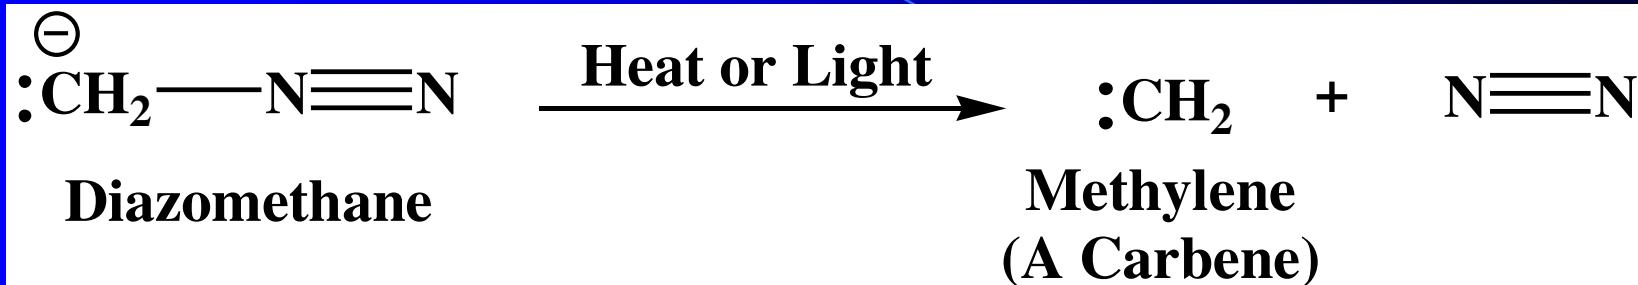 ⊖
:CH₂—N≡N Heat or Light :CH₂ + N≡N
Diazomethane Methylene
(A Carbene)